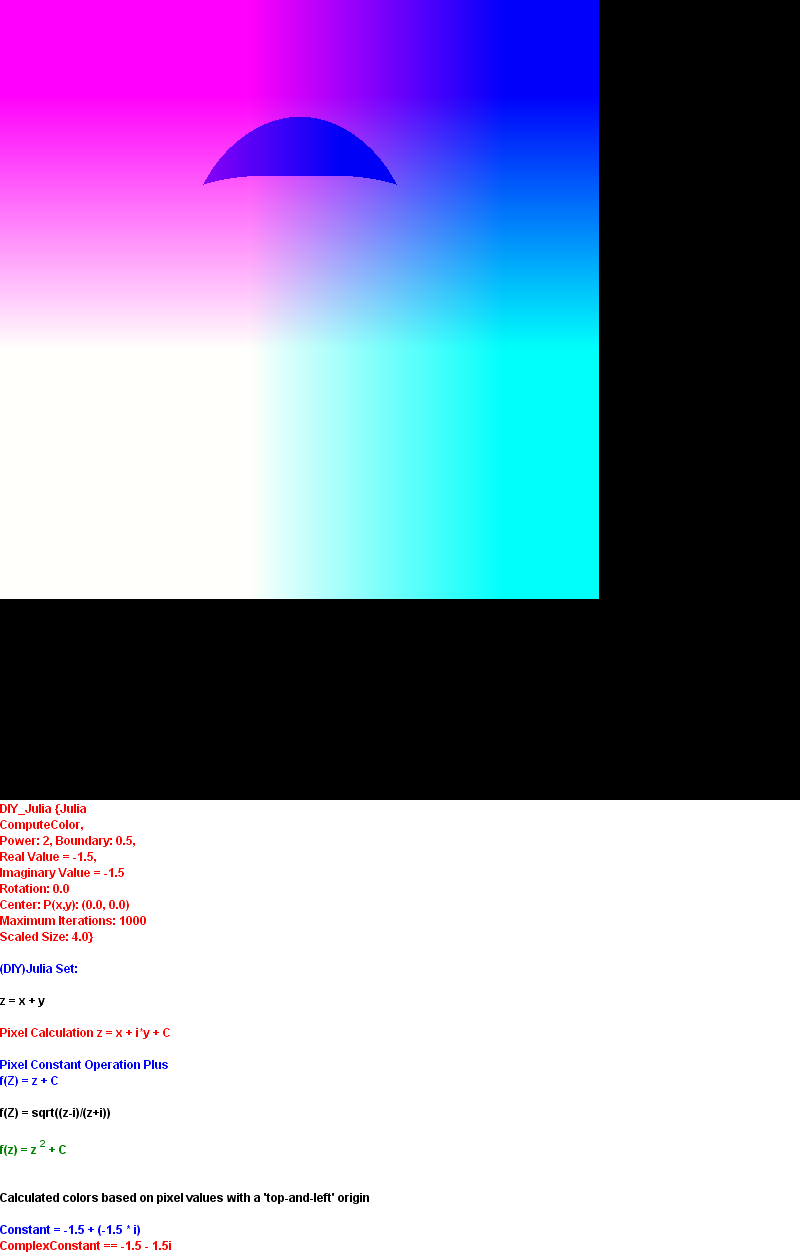 DIY_Julia {Julia
ComputeColor,
Power: 2, Boundary: 0.5,
Real Value = -1.5,
Imaginary Value = -1.5
Rotation: 0.0
Center: P(x,y): (0.0, 0.0)
Maximum Iterations: 1000
Scaled Size: 4.0}
(DIY)Julia Set:
z = x + y
Pixel Calculation z = x + i*y + C
Pixel Constant Operation Plus
f(Z) = z + C
f(Z) = sqrt((z-i)/(z+i))
f(z) = z 2 + C
Calculated colors based on pixel values with a 'top-and-left' origin
Constant = -1.5 + (-1.5 * i)
ComplexConstant == -1.5 - 1.5i